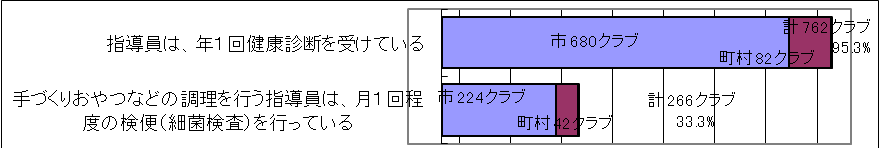 指導員は、年1回健康診断を受けている
市680クラブ
町村82クラブ
計762クラブ
95.3%
手づくりおやつなどの調理を行う指導員は、月1回程
度の検便(細菌検査)を行っている
市224クラブ
町村42クラブ
計266クラブ
33.3%